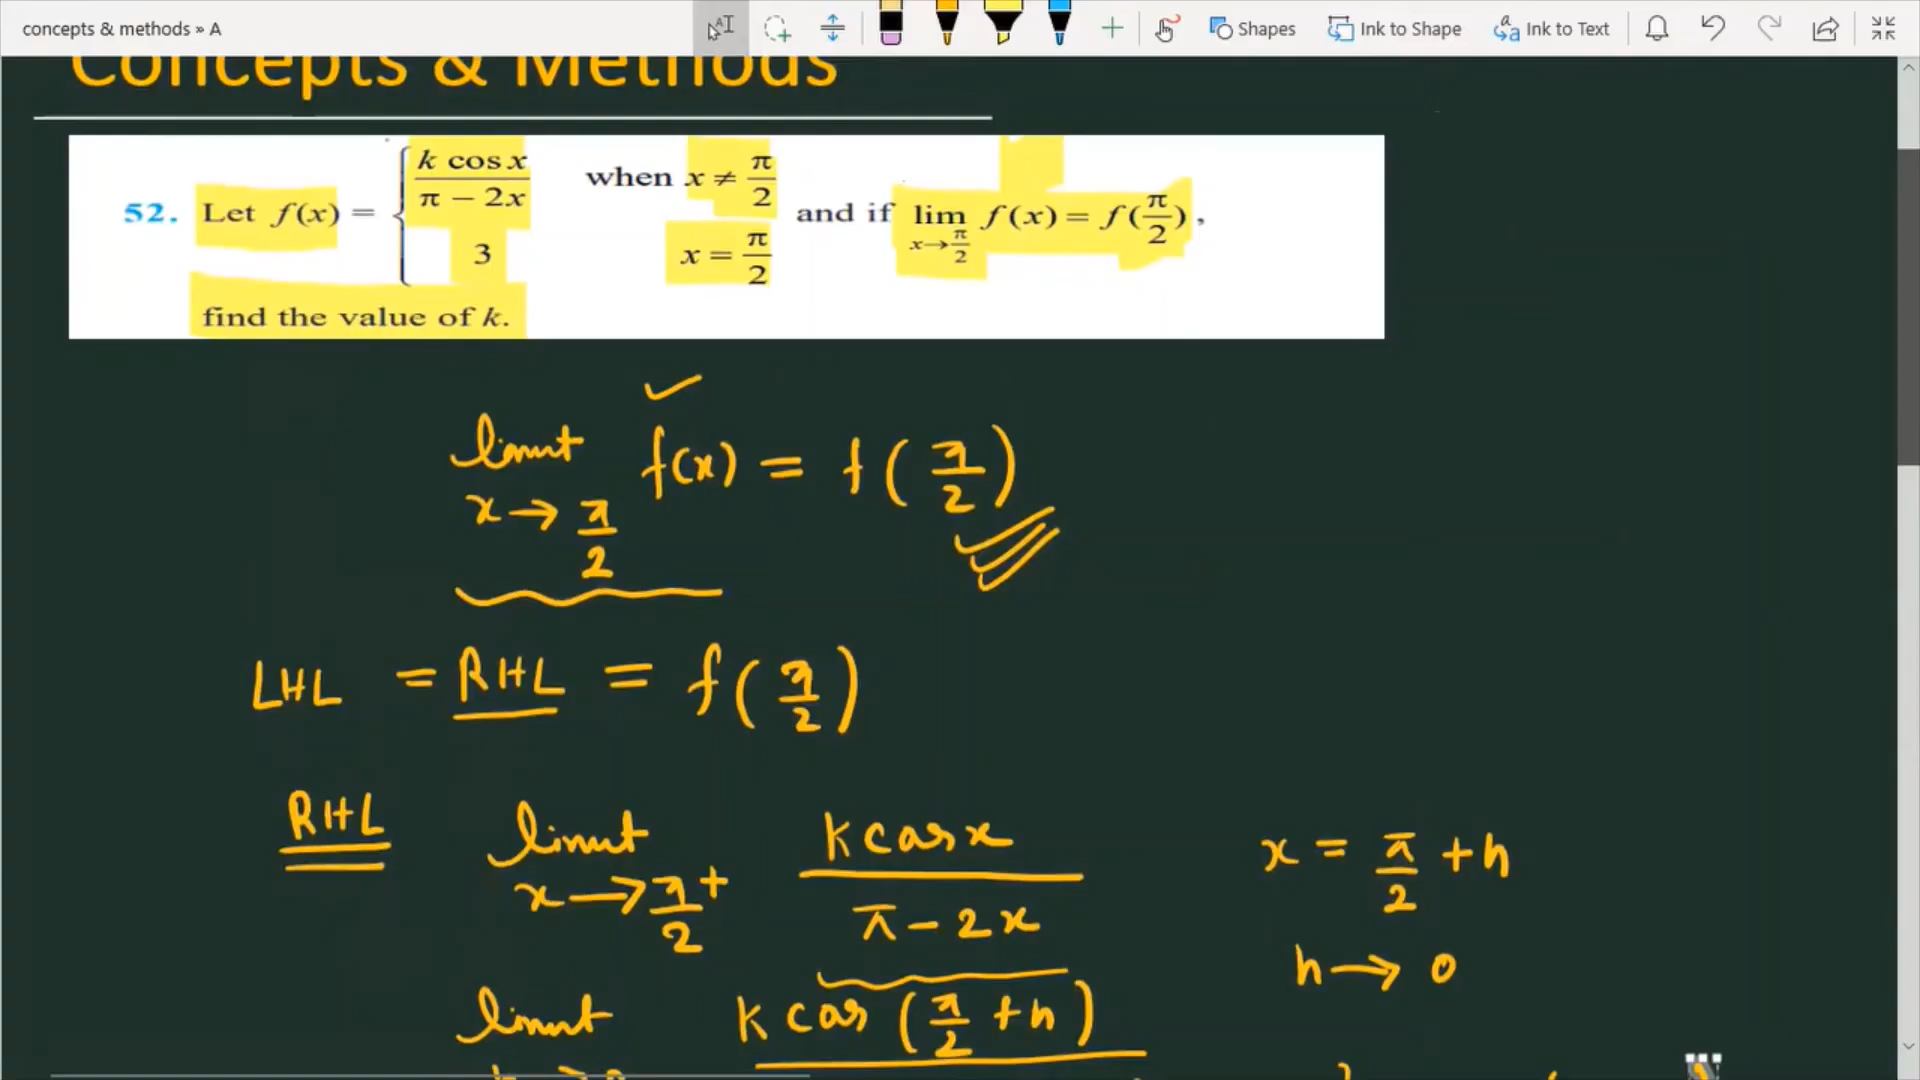 concepts & methods » A
Shapes
Ink to Shape
Ink to Text
Concepts & Methods
52. Let f(x) = { k cos x / π − 2x when x ≠ π/2
3 x = π/2
and if lim x→π/2 f(x) = f(π/2),
find the value of k.
limit x → π/2 f(x) = f(π/2)
LHL = RHL = f(π/2)
RHL limit x → π/2+ k cos x / π − 2x
x = π/2 + h
h → 0
limit k cos (π/2 + h)